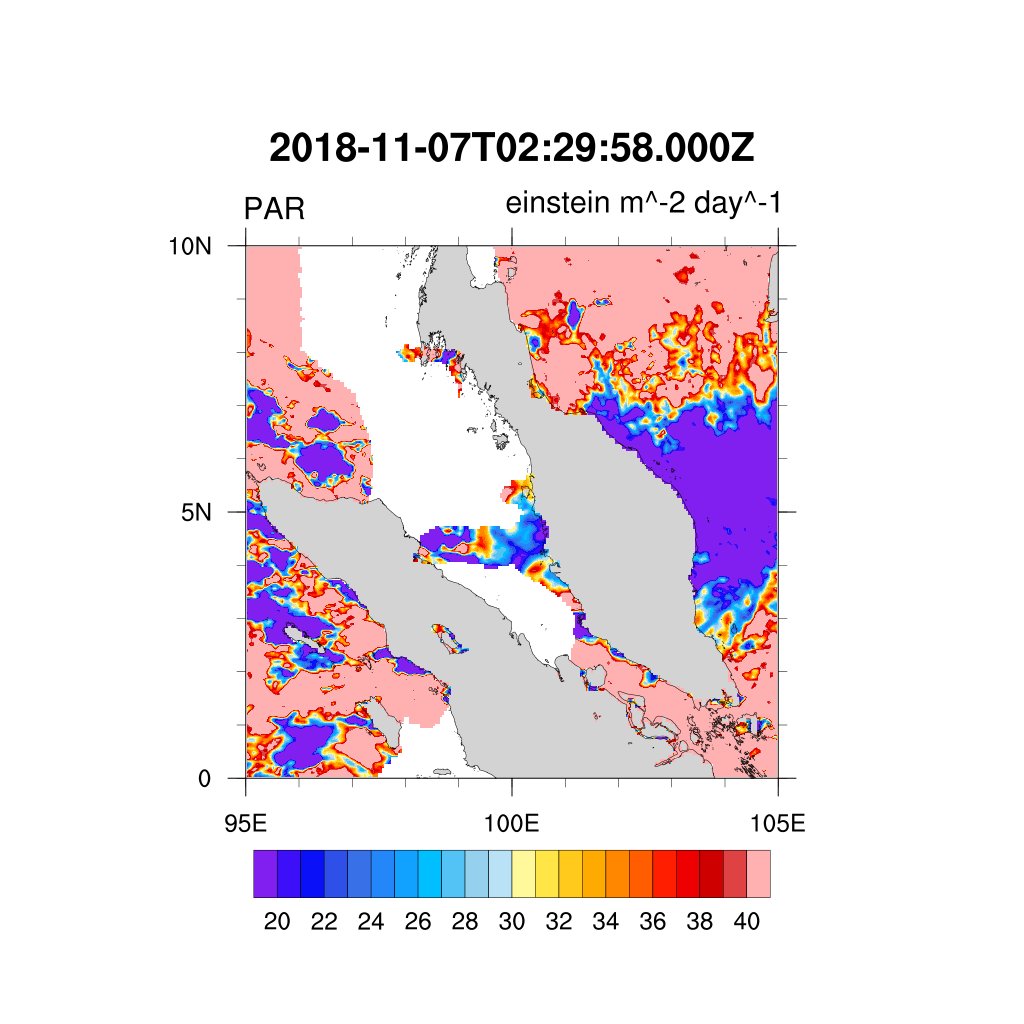 2018-11-07T02:29:58.000Z
PAR einstein m^-2 day^-1
10N
5N
0
95E 100E 105E
20 22 24 26 28 30 32 34 36 38 40